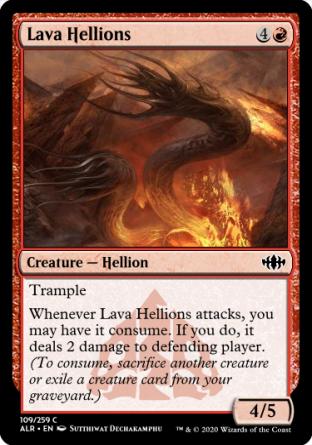 Lava Hellions 4
Creature — Hellion
Trample
Whenever Lava Hellions attacks, you
may have it consume. If you do, it
deals 2 damage to defending player.
(To consume, sacrifice another creature
or exile a creature card from your
graveyard.)
4/5
109/259 C
ALR • EN SUTTHIWAT DECHAKAMPHU ™ & © 2020 Wizards of the Coast